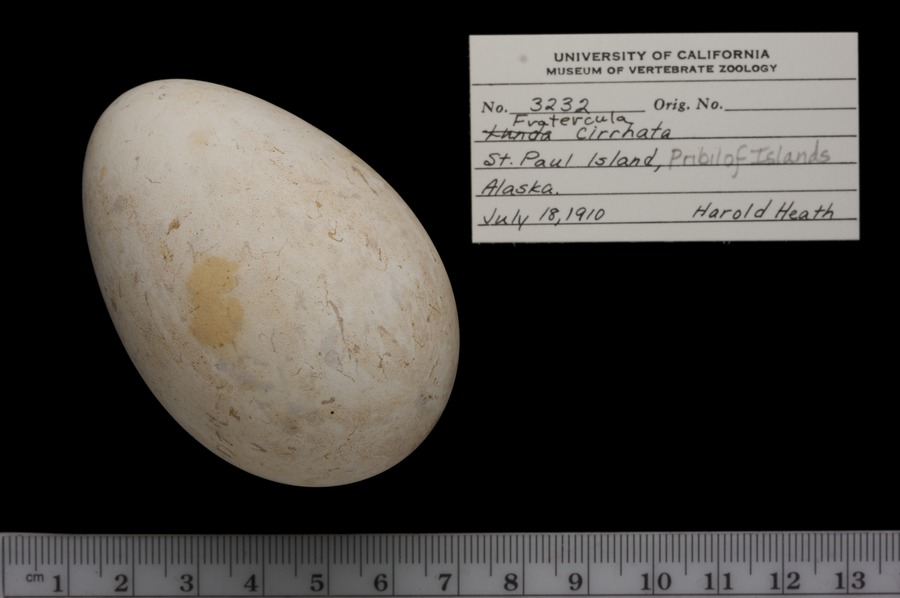 UNIVERSITY OF CALIFORNIA
MUSEUM OF VERTEBRATE ZOOLOGY
No. 3232 Orig. No.
Fratercula
Lunda Cirrhata
St. Paul Island, Pribilof Islands
Alaska.
July 18, 1910 Harold Heath
cm 1 2 3 4 5 6 7 8 9 10 11 12 13